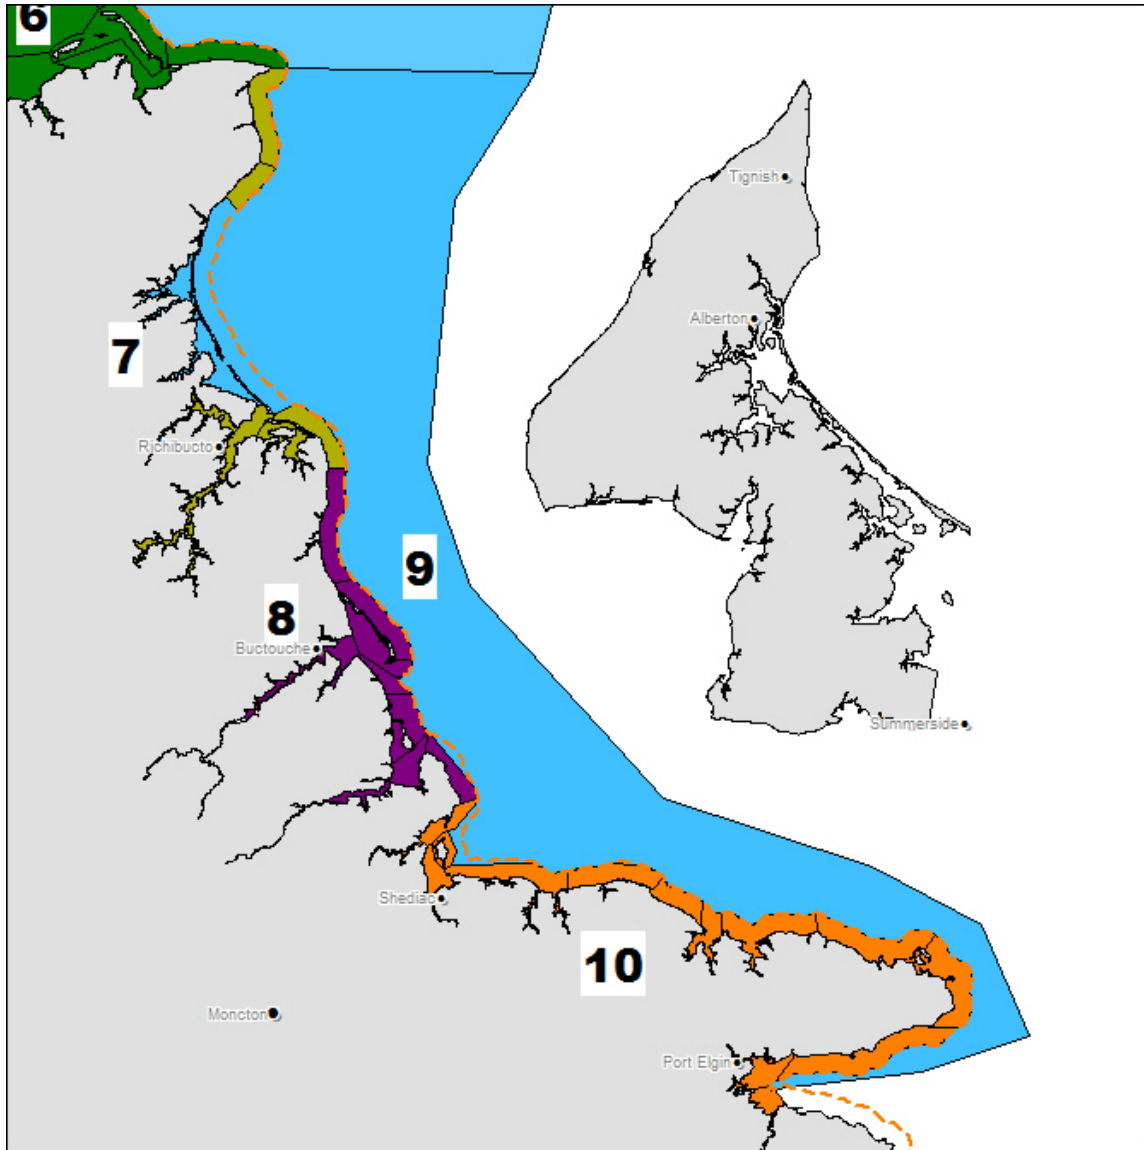 6
Tignish
Alberton
7
Richibucto
9
8
Buctouche
Summerside
Shediac
10
Moncton
Port Elgin